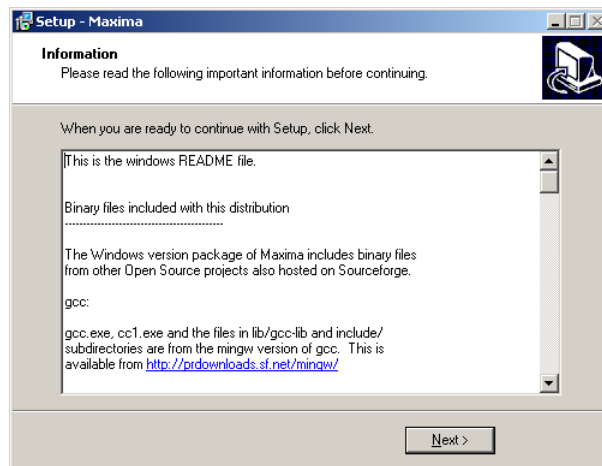 Setup - Maxima
Information
Please read the following important information before continuing.
When you are ready to continue with Setup, click Next.
This is the windows README file.
Binary files included with this distribution
-------------------------------------------
The Windows version package of Maxima includes binary files
from other Open Source projects also hosted on Sourceforge.
gcc:
gcc.exe, cc1.exe and the files in lib/gcc-lib and include/
subdirectories are from the mingw version of gcc.  This is
available from http://prdownloads.sf.net/mingw/
Next >